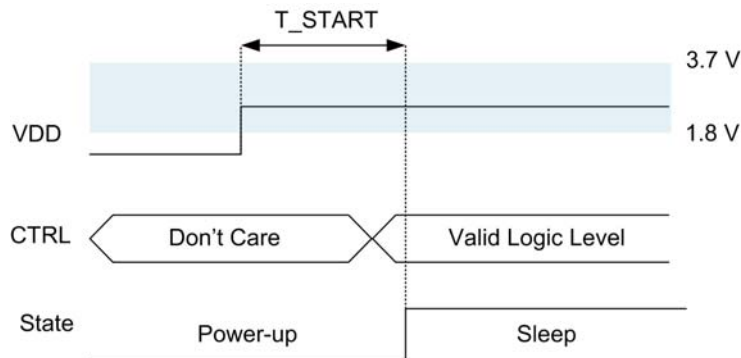 T_START
3.7 V
VDD
1.8 V
CTRL
Don't Care
Valid Logic Level
State
Power-up
Sleep